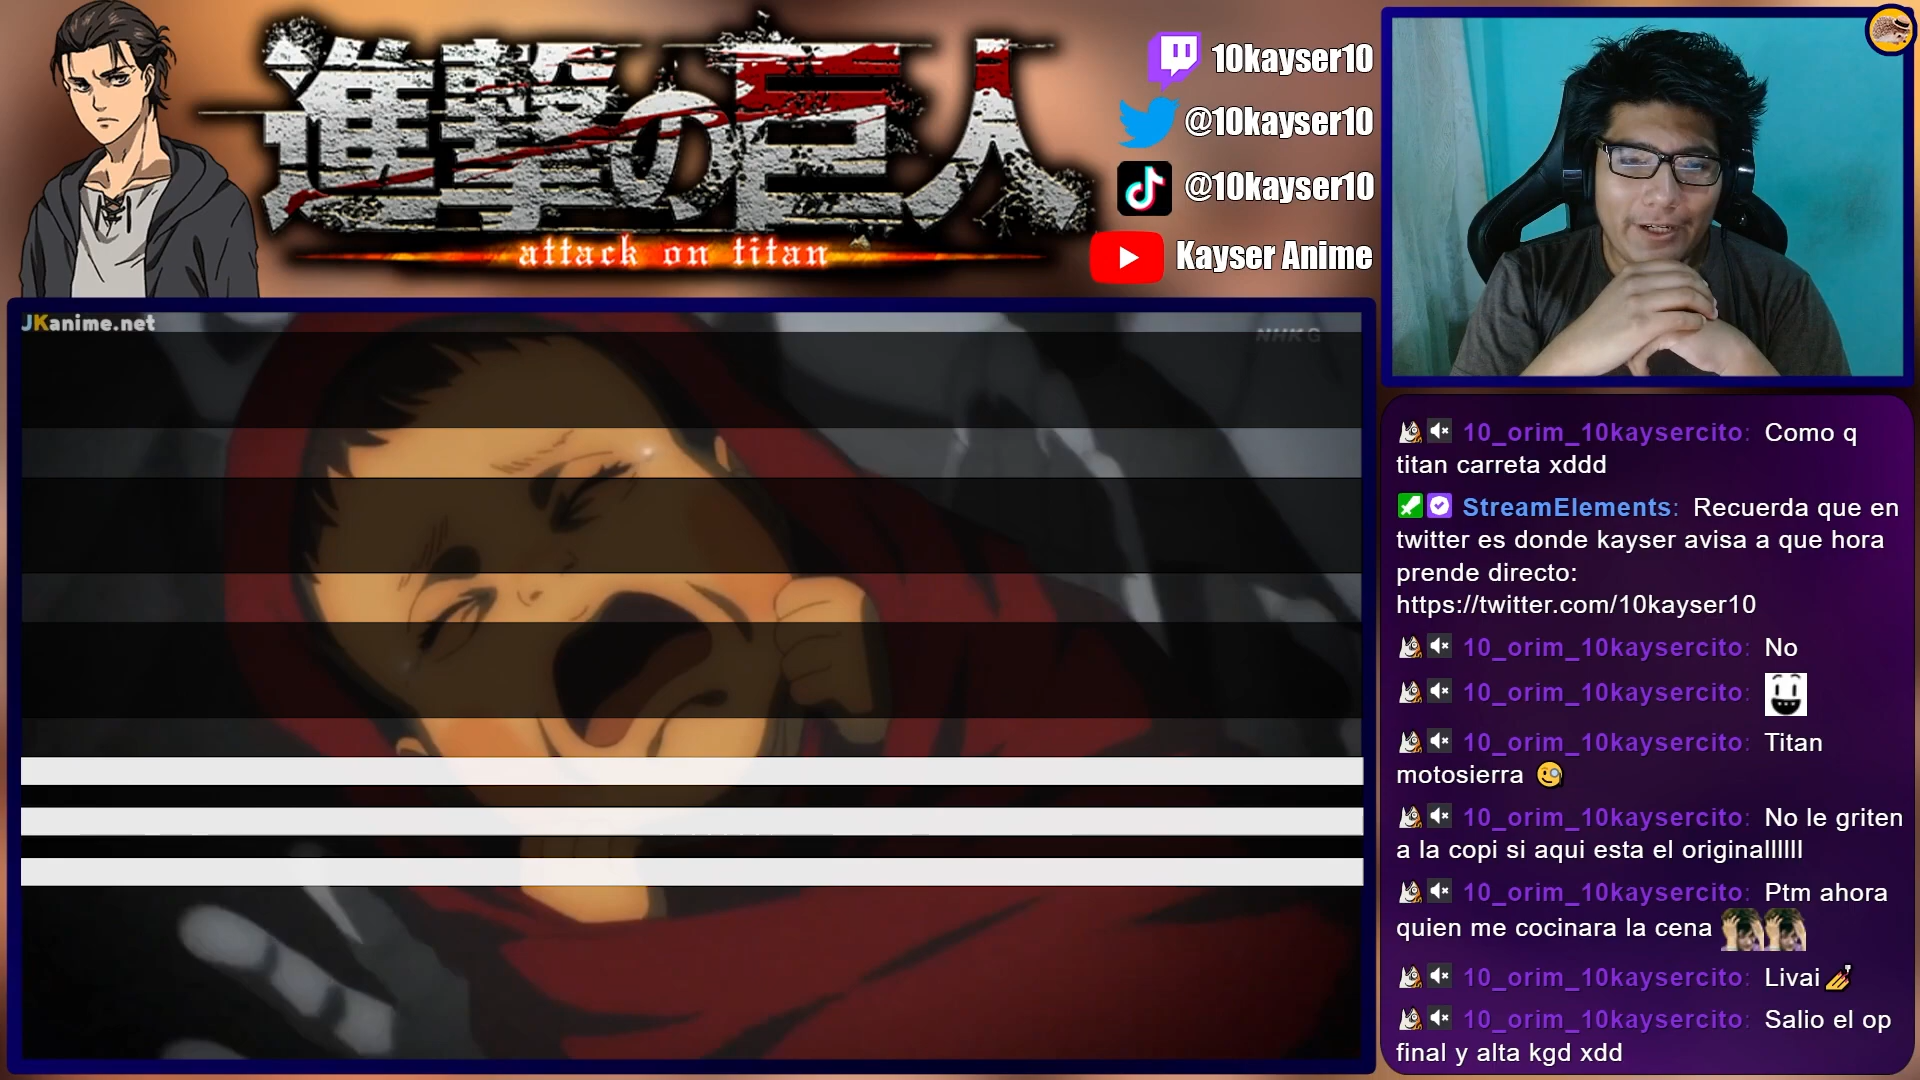 進撃の巨人
attack on titan
10kayser10
@10kayser10
@10kayser10
Kayser Anime
JKanime.net
NHK G
10_orim_10kaysercito: Como q
titan carreta xddd
StreamElements: Recuerda que en
twitter es donde kayser avisa a que hora
prende directo:
https://twitter.com/10kayser10
10_orim_10kaysercito: No
10_orim_10kaysercito:
10_orim_10kaysercito: Titan
motosierra 🧐
10_orim_10kaysercito: No le griten
a la copi si aqui esta el originallllll
10_orim_10kaysercito: Ptm ahora
quien me cocinara la cena
10_orim_10kaysercito: Livai💅
10_orim_10kaysercito: Salio el op
final y alta kgd xdd